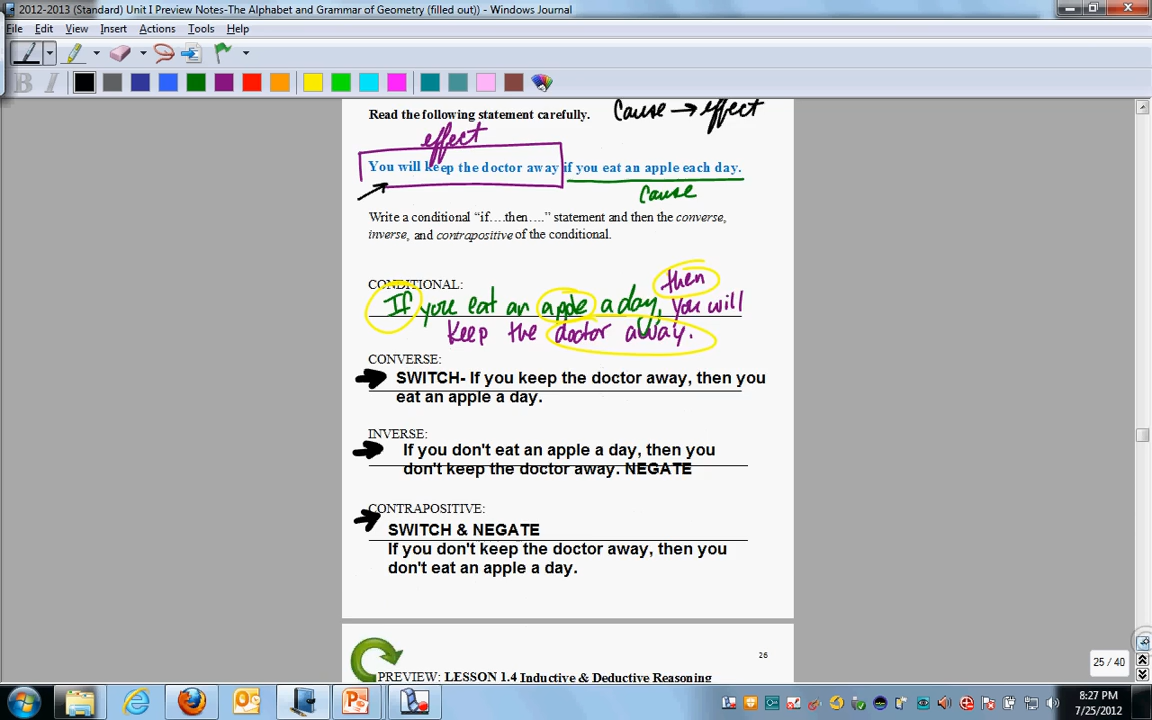 2012-2013 (Standard) Unit I Preview Notes-The Alphabet and Grammar of Geometry (filled out)) - Windows Journal
File Edit View Insert Actions Tools Help
B I
Read the following statement carefully.
Cause → effect
effect
You will keep the doctor away if you eat an apple each day.
Cause
Write a conditional “if….then….” statement and then the converse,
inverse, and contrapositive of the conditional.
CONDITIONAL:
then
If you eat an apple a day, you will
keep the doctor away.
CONVERSE:
SWITCH- If you keep the doctor away, then you
eat an apple a day.
INVERSE:
If you don't eat an apple a day, then you
don't keep the doctor away. NEGATE
CONTRAPOSITIVE:
SWITCH & NEGATE
If you don't keep the doctor away, then you
don't eat an apple a day.
26
PREVIEW: LESSON 1.4 Inductive & Deductive Reasoning
25 / 40
8:27 PM
7/25/2012